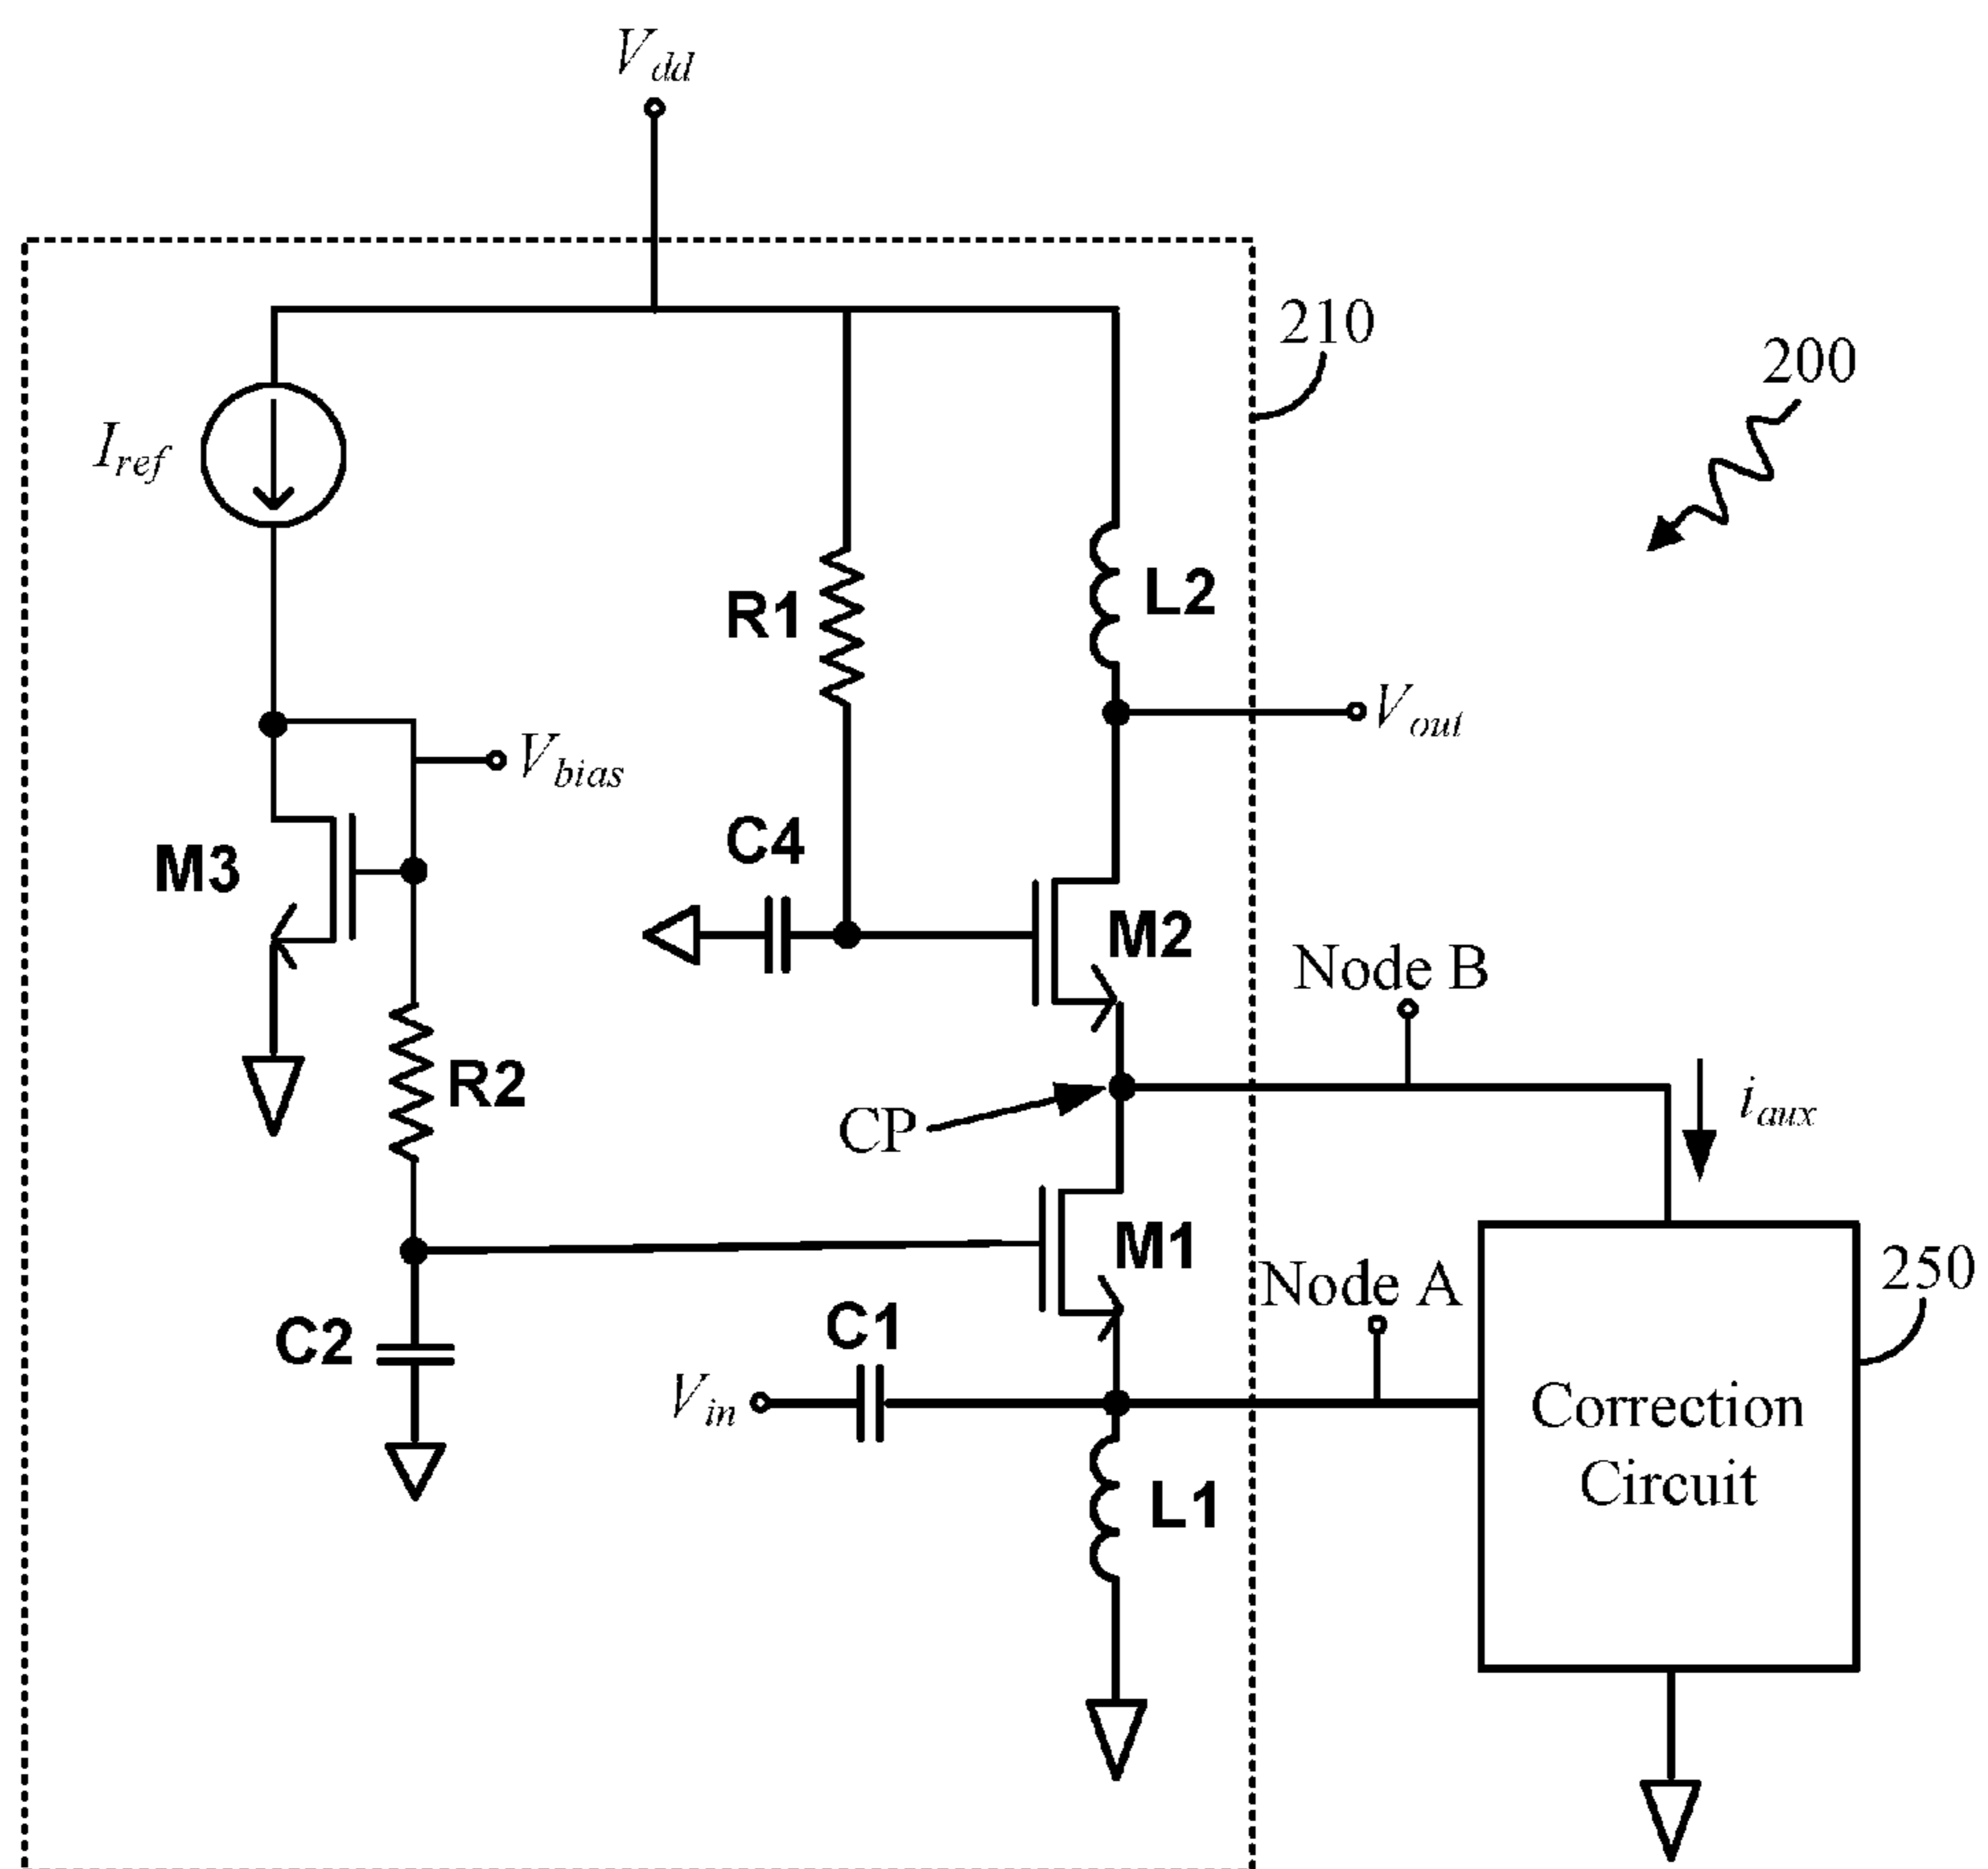 Vdd
210
200
Iref
R1
L2
Vout
Vbias
C4
M3
M2
Node B
R2
CP
iaux
M1
Node A
250
C2
C1
Vin
Correction
Circuit
L1